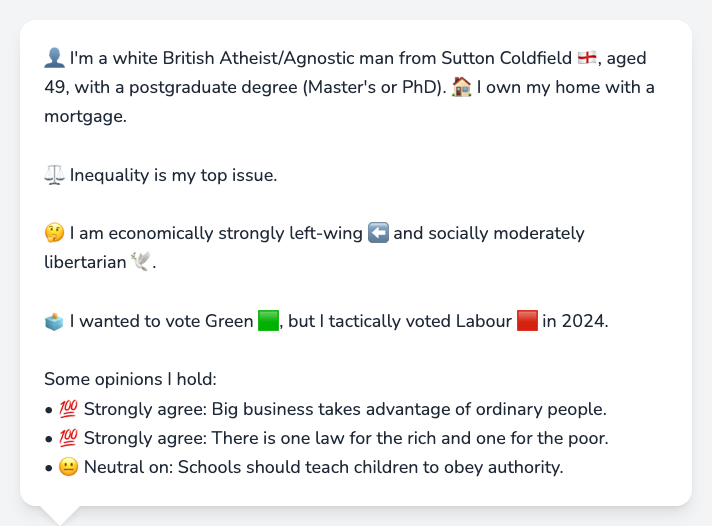 👤 I'm a white British Atheist/Agnostic man from Sutton Coldfield 🏴󠁧󠁢󠁥󠁮󠁧󠁿, aged
49, with a postgraduate degree (Master's or PhD). 🏠 I own my home with a
mortgage.
⚖️ Inequality is my top issue.
🤔 I am economically strongly left-wing ⬅️ and socially moderately
libertarian 🕊️.
🗳️ I wanted to vote Green 🟩, but I tactically voted Labour 🟥 in 2024.
Some opinions I hold:
• 💯 Strongly agree: Big business takes advantage of ordinary people.
• 💯 Strongly agree: There is one law for the rich and one for the poor.
• 😐 Neutral on: Schools should teach children to obey authority.